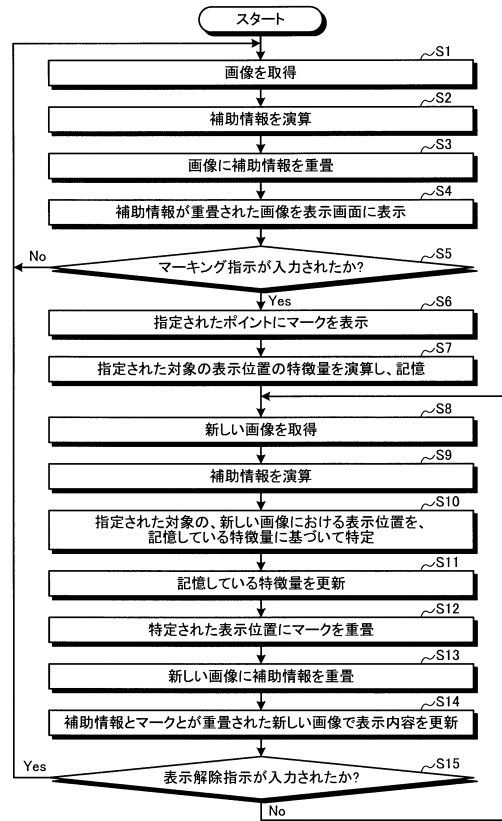 スタート
S1
画像を取得
S2
補助情報を演算
S3
画像に補助情報を重畳
S4
補助情報が重畳された画像を表示画面に表示
S5
マーキング指示が入力されたか?
No
Yes
S6
指定されたポイントにマークを表示
S7
指定された対象の表示位置の特徴量を演算し、記憶
S8
新しい画像を取得
S9
補助情報を演算
S10
指定された対象の、新しい画像における表示位置を、
記憶している特徴量に基づいて特定
S11
記憶している特徴量を更新
S12
特定された表示位置にマークを重畳
S13
新しい画像に補助情報を重畳
S14
補助情報とマークとが重畳された新しい画像で表示内容を更新
S15
表示解除指示が入力されたか?
Yes
No